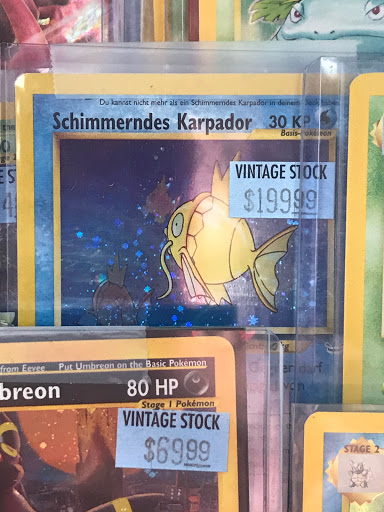 Du kannst nicht mehr als ein Schimmerndes Karpador in deinem
Schimmerndes Karpador 30 KP
Basis-Pokémon
VINTAGE STOCK
$199.99
from Eevee Put Umbreon on the Basic Pokémon
breon 80 HP
Stage 1 Pokémon
VINTAGE STOCK
$69.99
STAGE 2